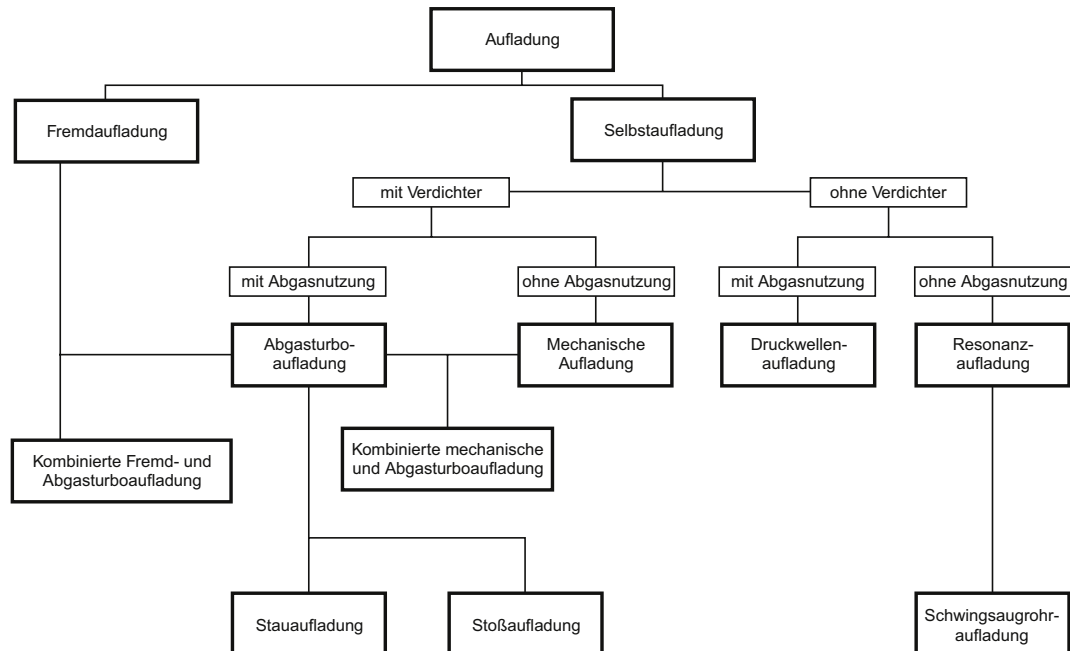 Aufladung
Fremdaufladung
Selbstaufladung
mit Verdichter
ohne Verdichter
mit Abgasnutzung
ohne Abgasnutzung
mit Abgasnutzung
ohne Abgasnutzung
Abgasturbo-
aufladung
Mechanische
Aufladung
Druckwellen-
aufladung
Resonanz-
aufladung
Kombinierte Fremd- und
Abgasturboaufladung
Kombinierte mechanische
und Abgasturboaufladung
Stauaufladung
Stoßaufladung
Schwingsaugrohr-
aufladung